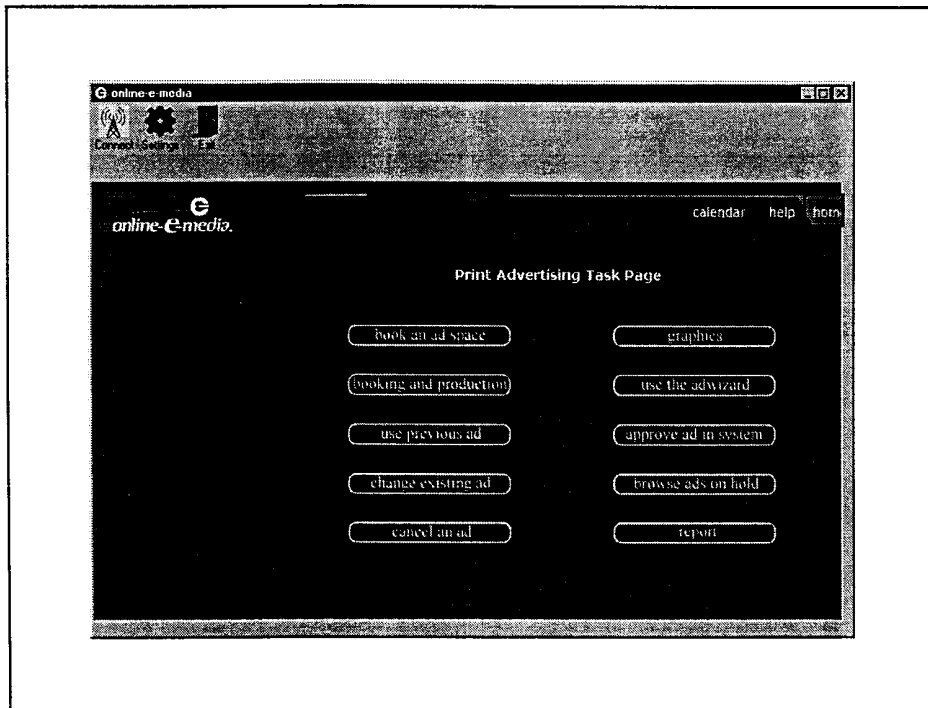 online-e-media
Connect Settings Exit
online-e-media.
calendar help hom
Print Advertising Task Page
book an ad space graphics
booking and production use the adwizard
use previous ad approve ad in system
change existing ad browse ads on hold
cancel an ad report